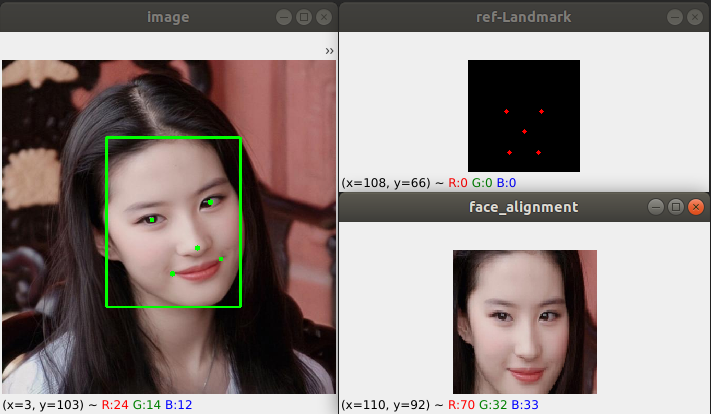 image
››
(x=3, y=103) ~ R:24 G:14 B:12
ref-Landmark
(x=108, y=66) ~ R:0 G:0 B:0
face_alignment
(x=110, y=92) ~ R:70 G:32 B:33